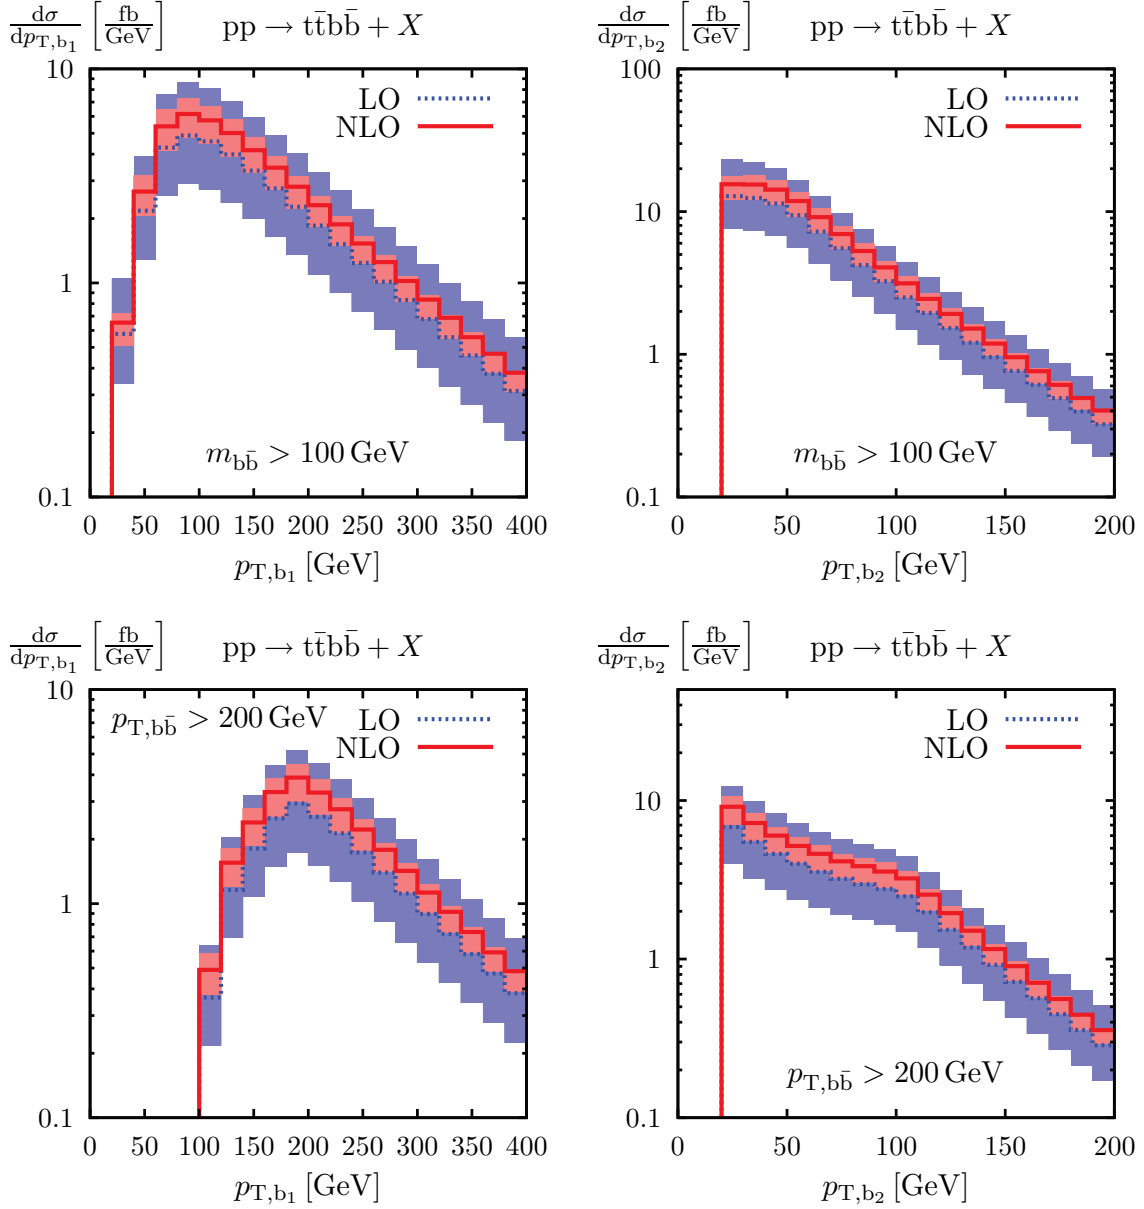 dσ/dp_T,b₁ [fb/GeV] pp → tt̄bb̄ + X
10
LO
NLO
1
m_bb̄ > 100 GeV
0.1
0 50 100 150 200 250 300 350 400
p_T,b₁ [GeV]
dσ/dp_T,b₂ [fb/GeV] pp → tt̄bb̄ + X
100
LO
NLO
10
1
m_bb̄ > 100 GeV
0.1
0 50 100 150 200
p_T,b₂ [GeV]
dσ/dp_T,b₁ [fb/GeV] pp → tt̄bb̄ + X
10
p_T,bb̄ > 200 GeV
LO
NLO
1
0.1
0 50 100 150 200 250 300 350 400
p_T,b₁ [GeV]
dσ/dp_T,b₂ [fb/GeV] pp → tt̄bb̄ + X
LO
NLO
10
1
p_T,bb̄ > 200 GeV
0.1
0 50 100 150 200
p_T,b₂ [GeV]